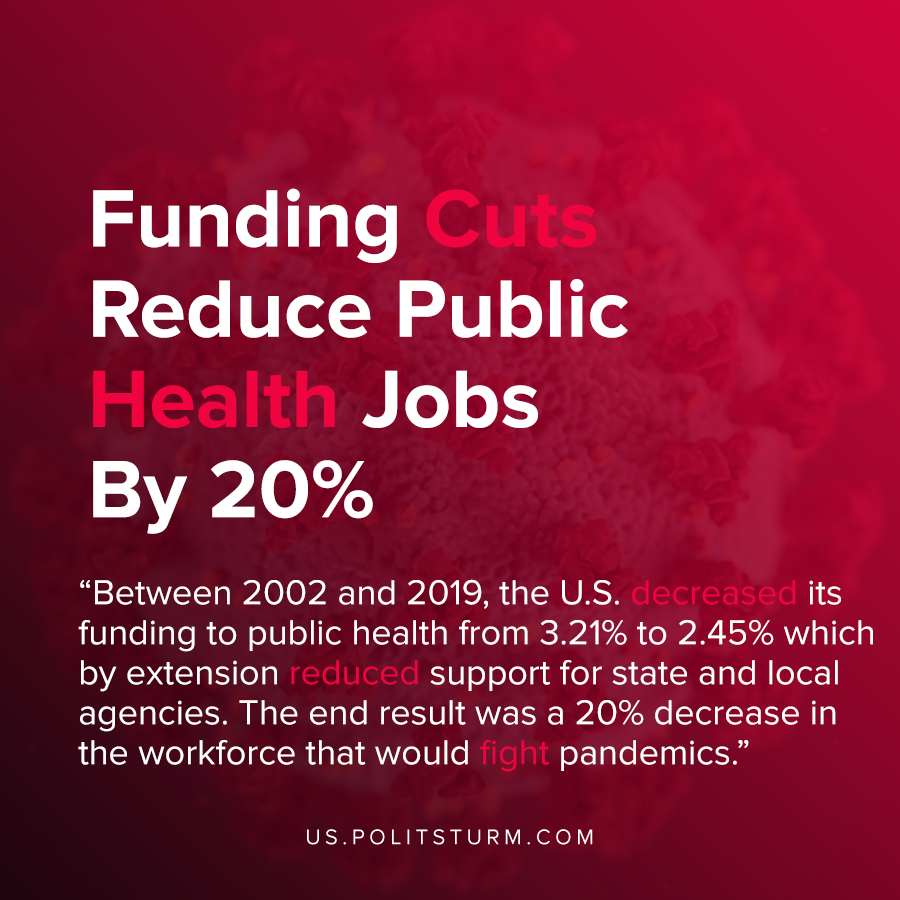 Funding Cuts
Reduce Public
Health Jobs
By 20%
“Between 2002 and 2019, the U.S. decreased its
funding to public health from 3.21% to 2.45% which
by extension reduced support for state and local
agencies. The end result was a 20% decrease in
the workforce that would fight pandemics.”
US.POLITSTURM.COM